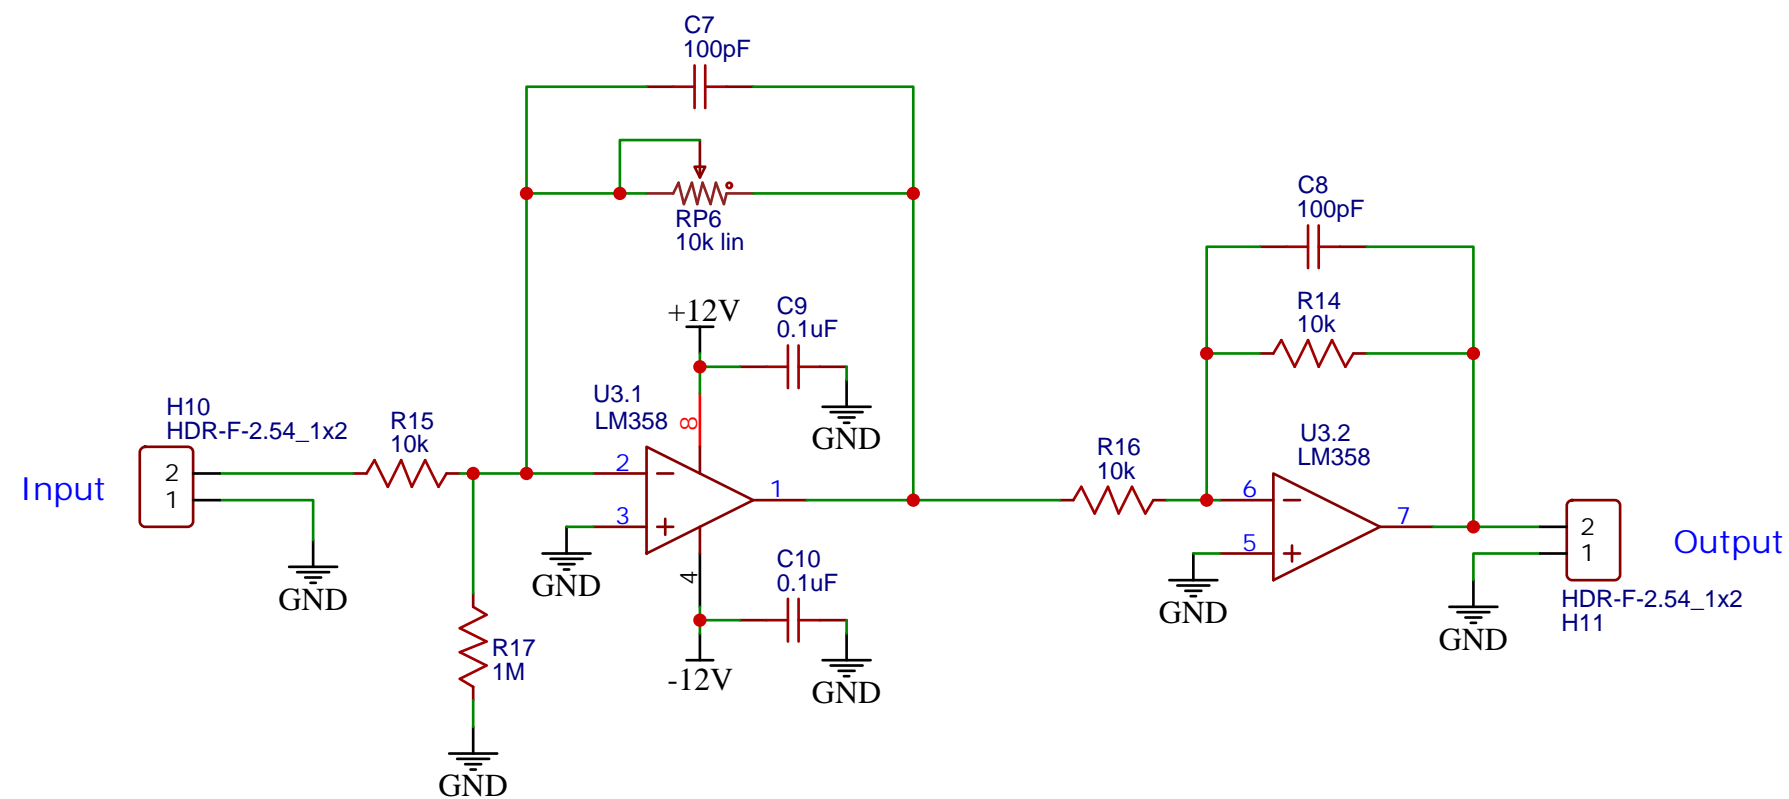 C7
100pF
RP6
10k lin
C8
100pF
R14
10k
+12V
C9
0.1uF
GND
U3.1
LM358
8
2
3
1
4
GND
H10
HDR-F-2.54_1x2
Input
2
1
GND
R15
10k
R17
1M
GND
C10
0.1uF
GND
-12V
R16
10k
U3.2
LM358
6
5
7
GND
2
1
Output
HDR-F-2.54_1x2
H11
GND